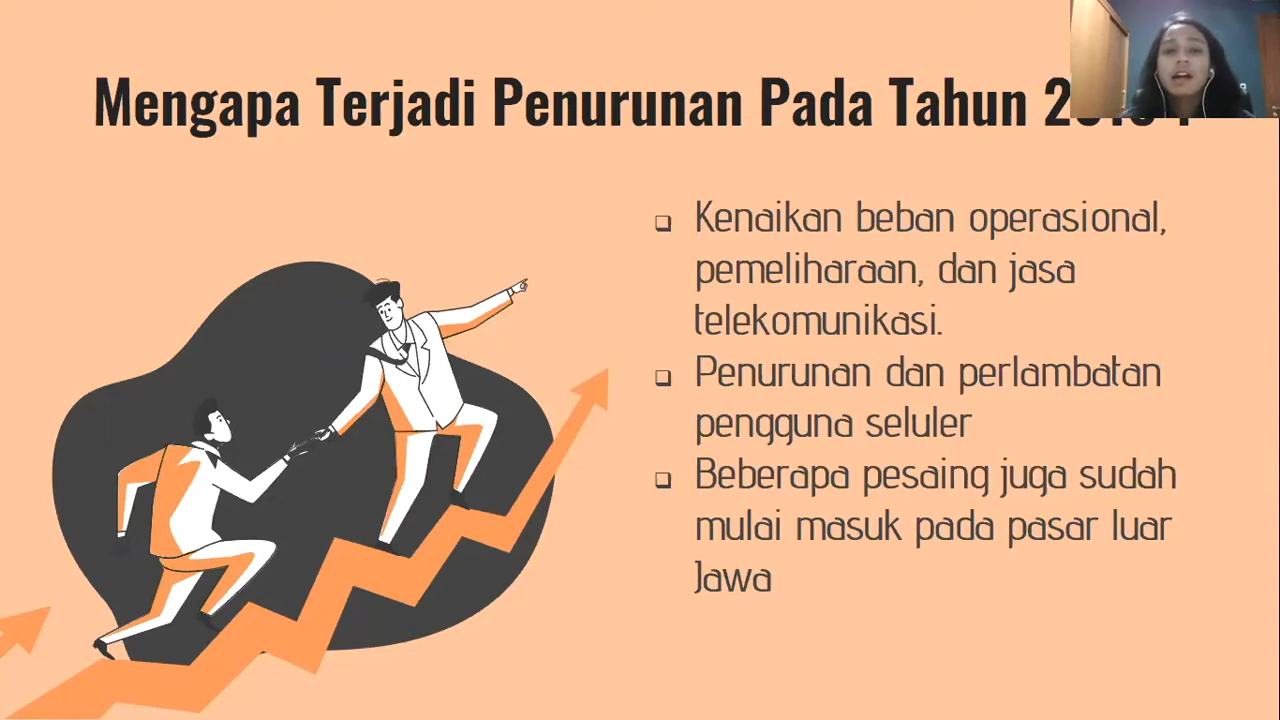 Mengapa Terjadi Penurunan Pada Tahun
Kenaikan beban operasional,
pemeliharaan, dan jasa
telekomunikasi.
Penurunan dan perlambatan
pengguna seluler
Beberapa pesaing juga sudah
mulai masuk pada pasar luar
Jawa